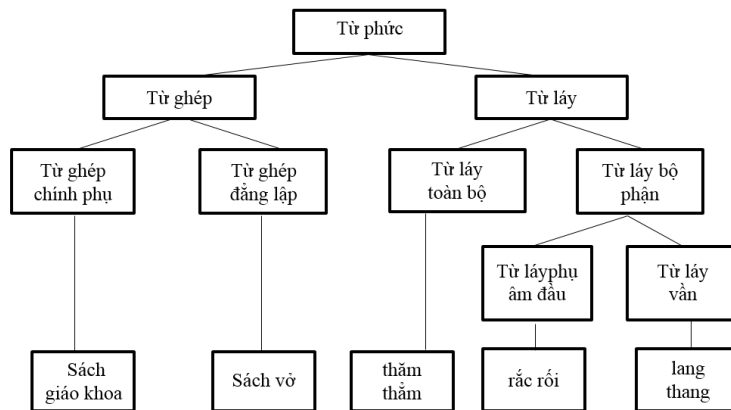 Từ phức
Từ ghép
Từ láy
Từ ghép
chính phụ
Từ ghép
đẳng lập
Từ láy
toàn bộ
Từ láy bộ
phận
Từ láyphụ
âm đầu
Từ láy
vần
Sách
giáo khoa
Sách vở
thăm
thẳm
rắc rối
lang
thang